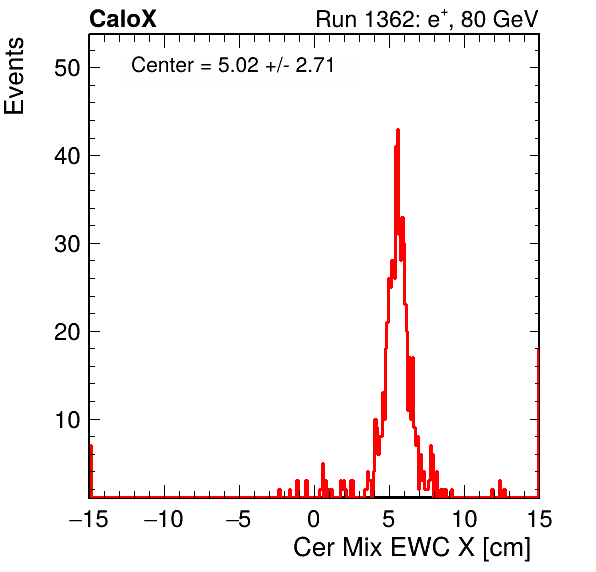 CaloX Run 1362: e⁺, 80 GeV
Events
Center = 5.02 +/- 2.71
50
40
30
20
10
−15 −10 −5 0 5 10 15
Cer Mix EWC X [cm]